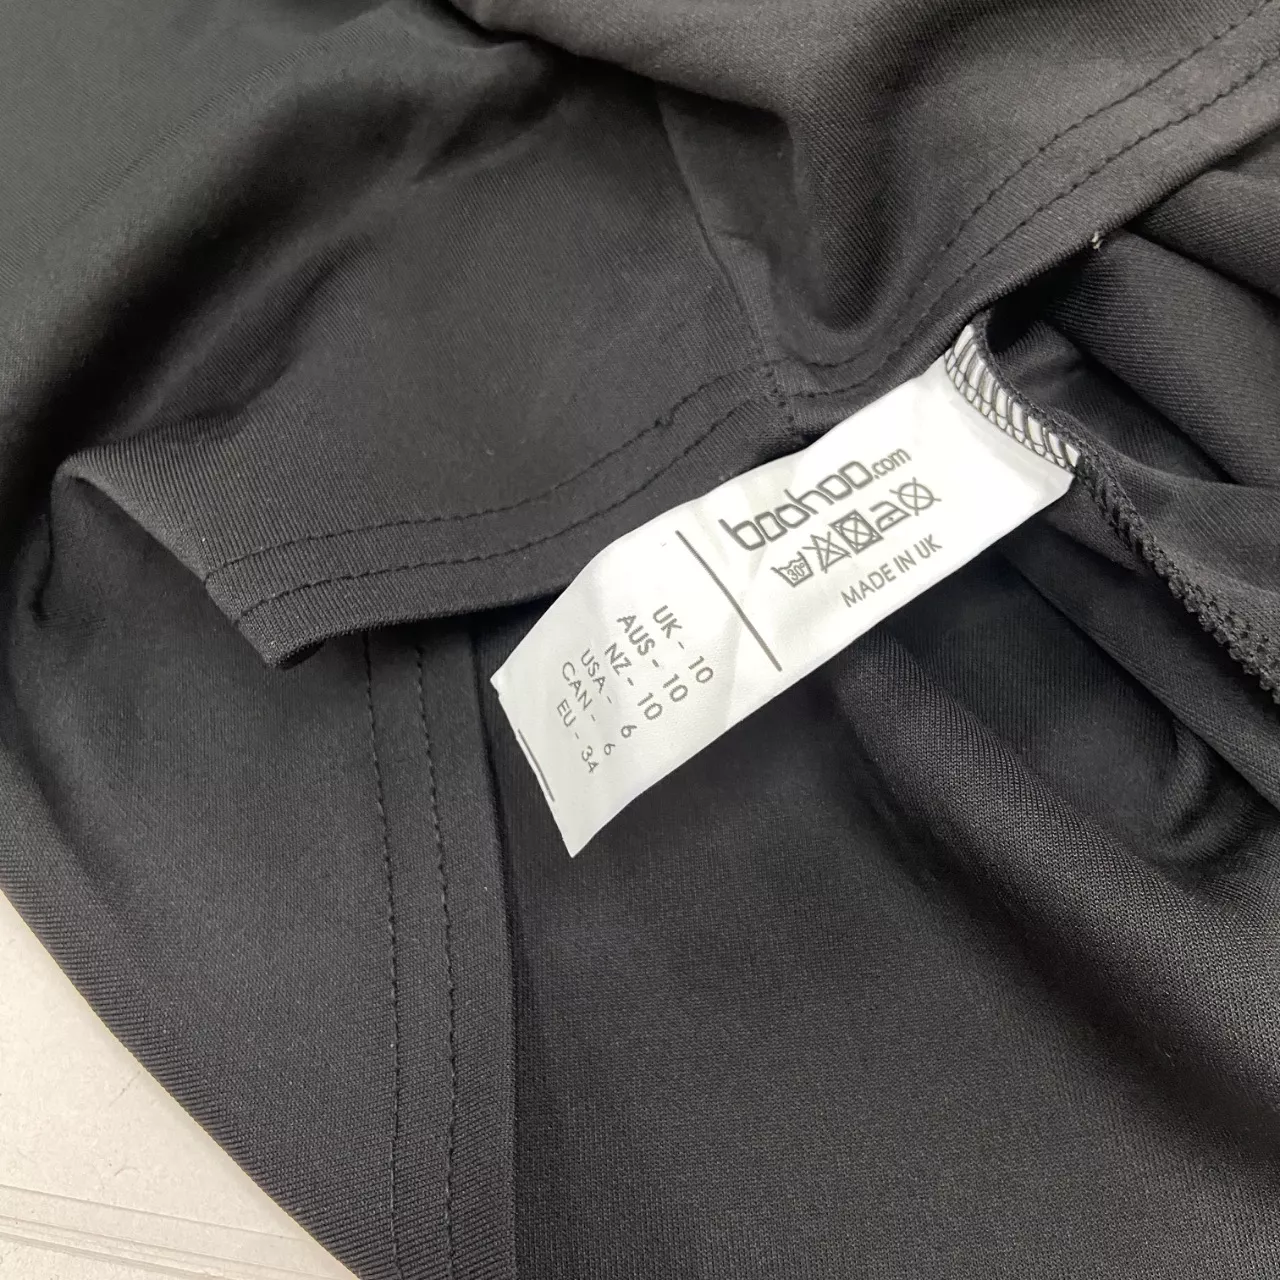 boohoo.com
30°
MADE IN UK
UK - 10
AUS - 10
NZ - 10
USA - 6
CAN - 6
EU - 34